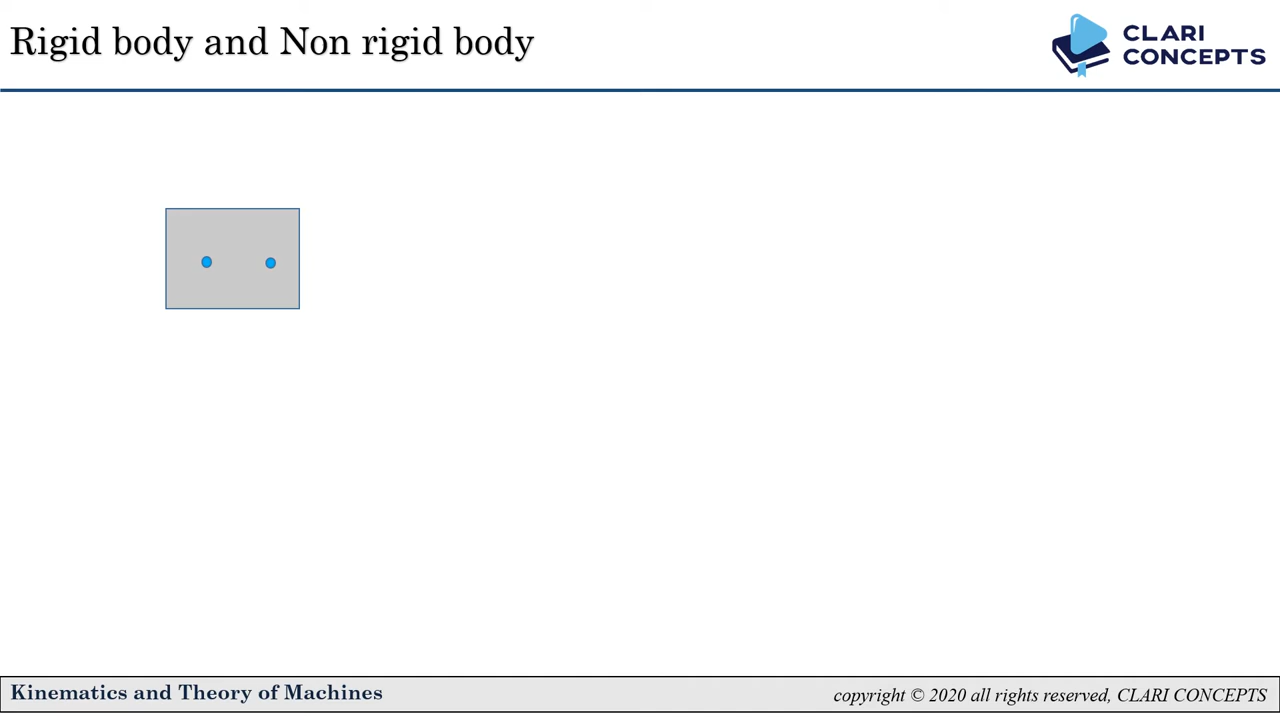 Rigid body and Non rigid body
CLARI
CONCEPTS
Kinematics and Theory of Machines
copyright © 2020 all rights reserved, CLARI CONCEPTS